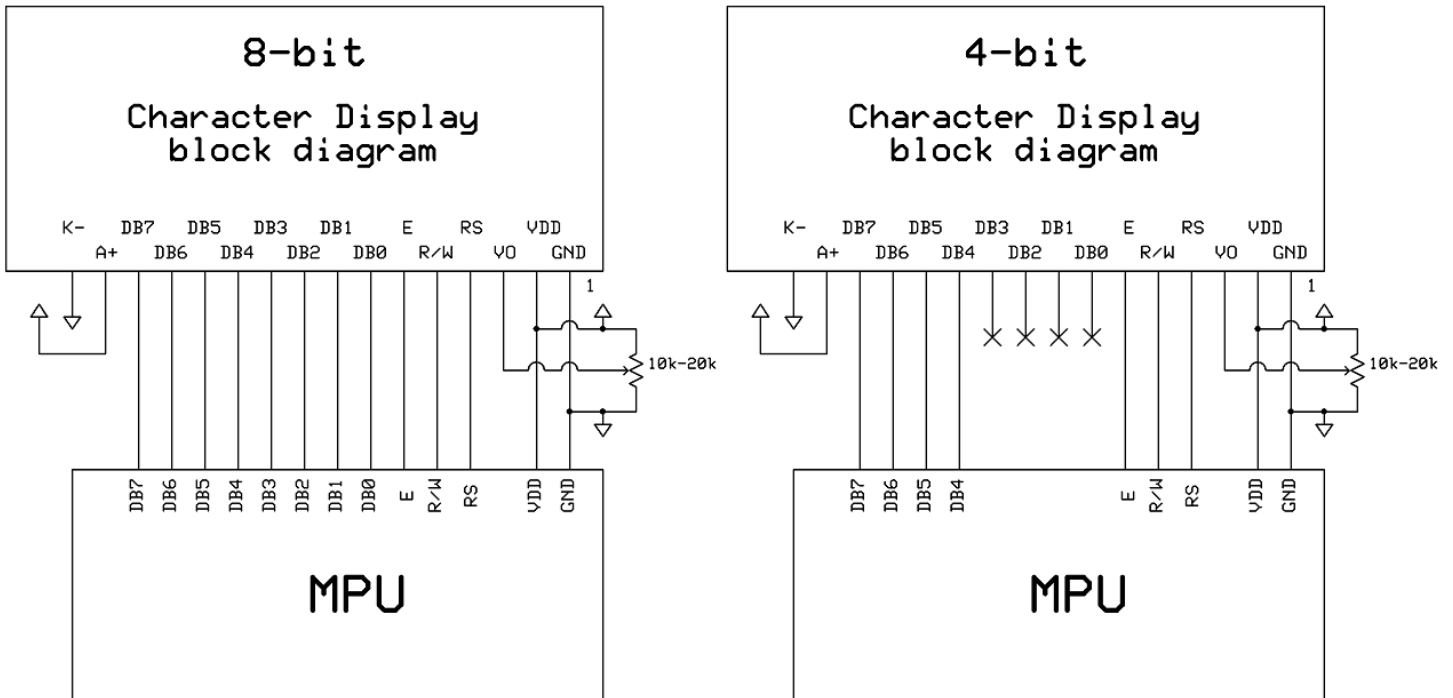 8-bit
Character Display
block diagram
K- DB7 DB5 DB3 DB1 E RS VDD
A+ DB6 DB4 DB2 DB0 R/W VO GND
1
10k-20k
DB7 DB6 DB5 DB4 DB3 DB2 DB1 DB0 E R/W RS VDD GND
MPU
4-bit
Character Display
block diagram
K- DB7 DB5 DB3 DB1 E RS VDD
A+ DB6 DB4 DB2 DB0 R/W VO GND
1
10k-20k
DB7 DB6 DB5 DB4 E R/W RS VDD GND
MPU